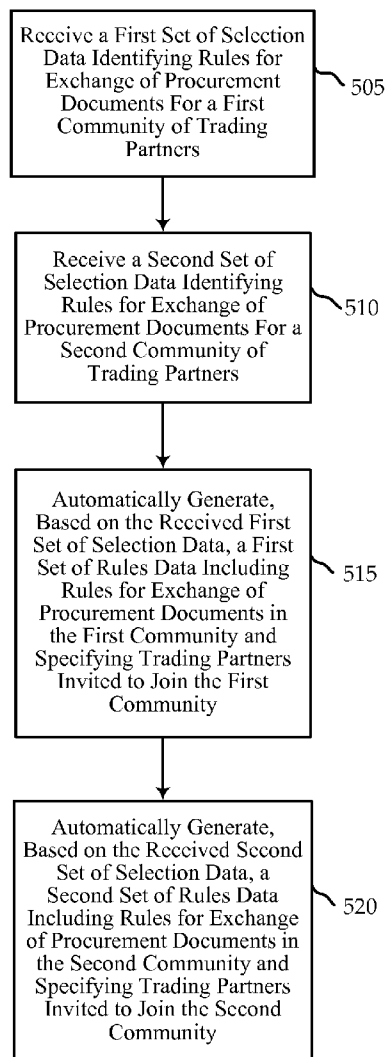 Receive a First Set of Selection
Data Identifying Rules for
Exchange of Procurement
Documents For a First
Community of Trading
Partners
505
Receive a Second Set of
Selection Data Identifying
Rules for Exchange of
Procurement Documents For a
Second Community of
Trading Partners
510
Automatically Generate,
Based on the Received First
Set of Selection Data, a First
Set of Rules Data Including
Rules for Exchange of
Procurement Documents in
the First Community and
Specifying Trading Partners
Invited to Join the First
Community
515
Automatically Generate,
Based on the Received Second
Set of Selection Data, a
Second Set of Rules Data
Including Rules for Exchange
of Procurement Documents in
the Second Community and
Specifying Trading Partners
Invited to Join the Second
Community
520